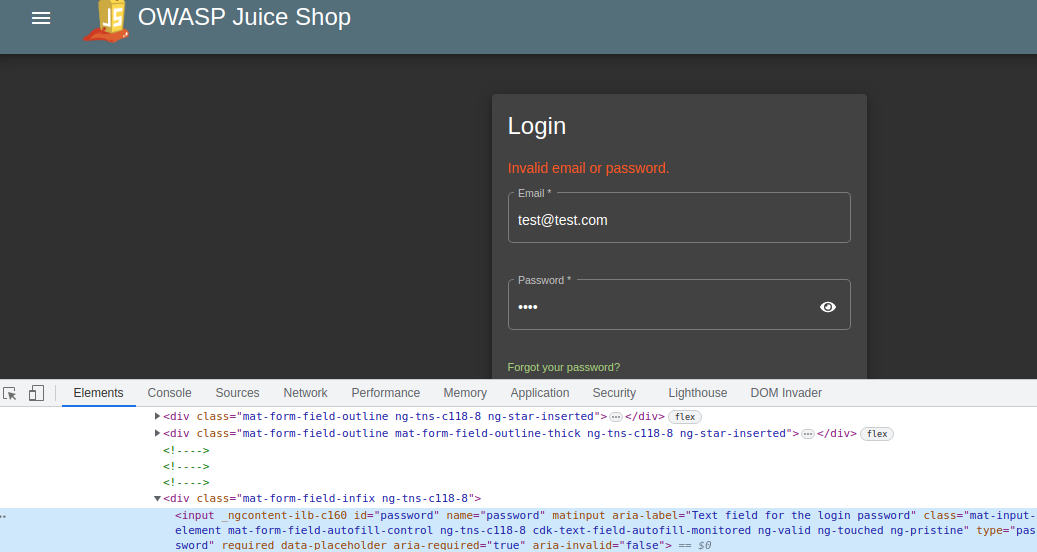 JS
OWASP Juice Shop
Login
Invalid email or password.
Email *
test@test.com
Password *
••••
Forgot your password?
Elements Console Sources Network Performance Memory Application Security Lighthouse DOM Invader
<div class="mat-form-field-outline ng-tns-c118-8 ng-star-inserted">…</div> flex
<div class="mat-form-field-outline mat-form-field-outline-thick ng-tns-c118-8 ng-star-inserted">…</div> flex
<!---->
<!---->
<!---->
<div class="mat-form-field-infix ng-tns-c118-8">
<input _ngcontent-ilb-c160 id="password" name="password" matinput aria-label="Text field for the login password" class="mat-input-
element mat-form-field-autofill-control ng-tns-c118-8 cdk-text-field-autofill-monitored ng-valid ng-touched ng-pristine" type="pas
sword" required data-placeholder aria-required="true" aria-invalid="false"> == $0